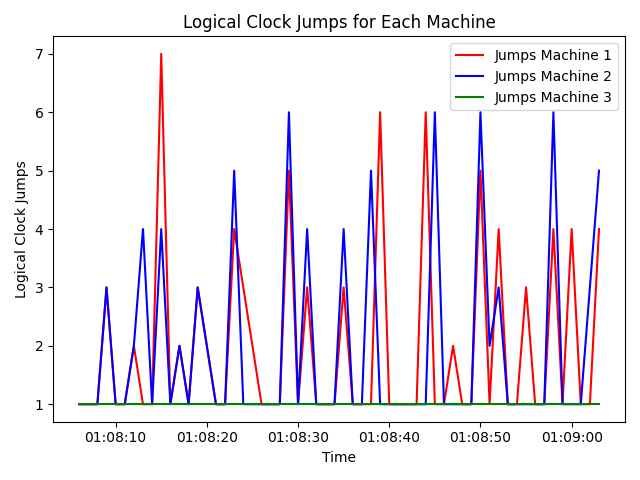 Logical Clock Jumps for Each Machine
Jumps Machine 1
Jumps Machine 2
Jumps Machine 3
Logical Clock Jumps
7
6
5
4
3
2
1
01:08:10 01:08:20 01:08:30 01:08:40 01:08:50 01:09:00
Time